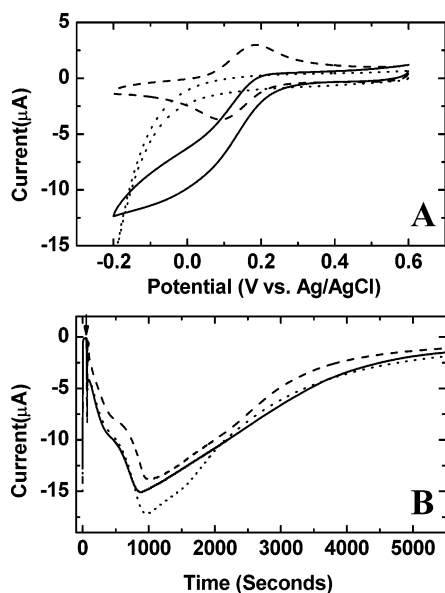 5
0
-5
-10
-15
Current(μA)
A
-0.2 0.0 0.2 0.4 0.6
Potential (V vs. Ag/AgCl)
0
-5
-10
-15
Current(μA)
B
0 1000 2000 3000 4000 5000
Time (Seconds)